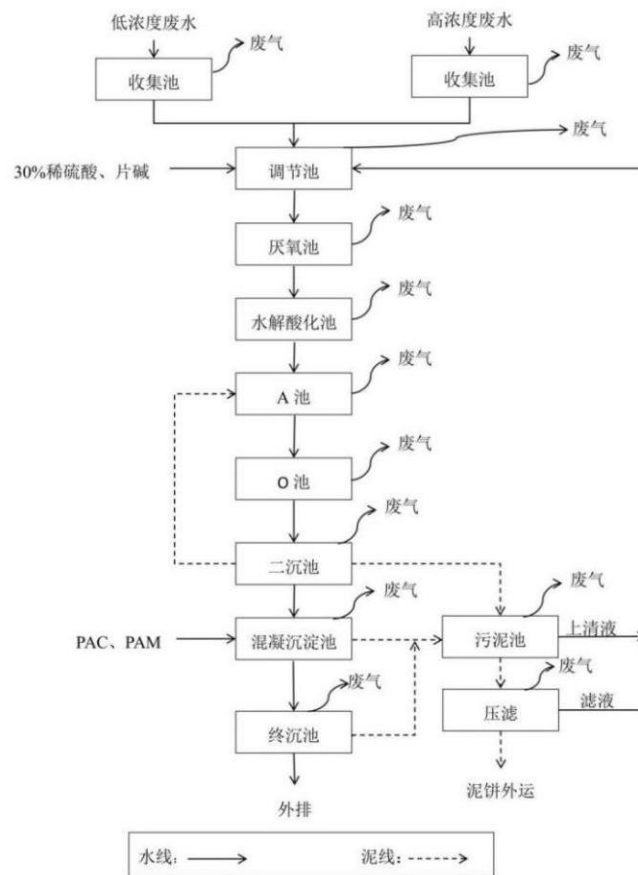 低浓度废水
高浓度废水
废气
废气
收集池
收集池
废气
30%稀硫酸、片碱
调节池
废气
厌氧池
废气
水解酸化池
废气
A 池
废气
O 池
废气
二沉池
废气
废气
PAC、PAM
混凝沉淀池
污泥池
上清液
废气
废气
终沉池
压滤
滤液
外排
泥饼外运
水线：
泥线：